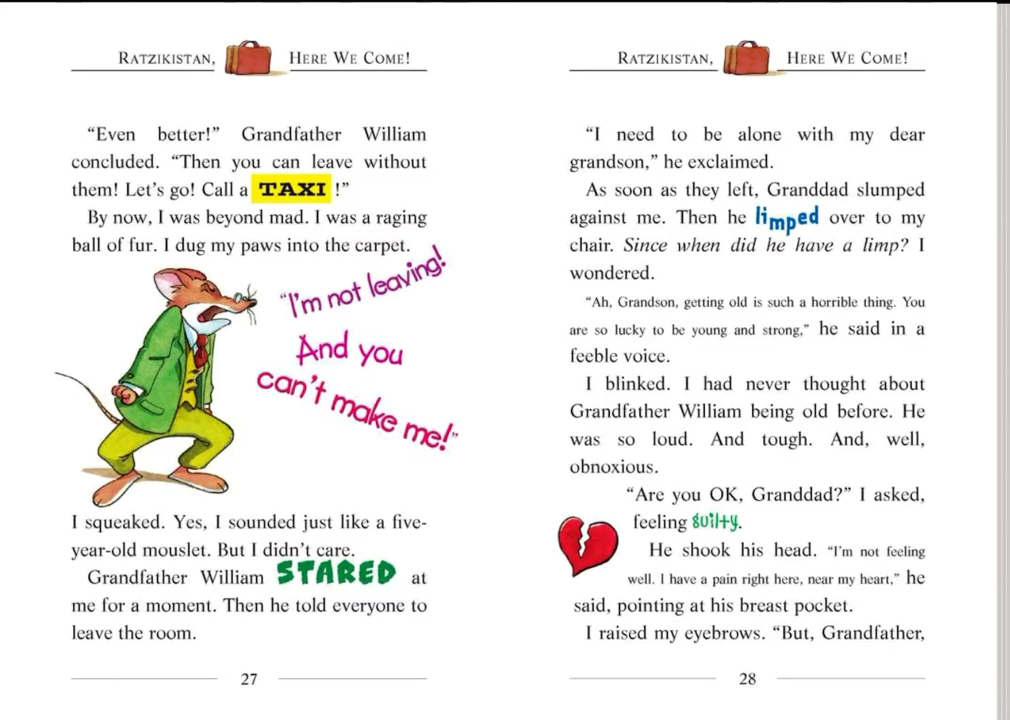 RATZIKISTAN, HERE WE COME!
“Even better!” Grandfather William
concluded. “Then you can leave without
them! Let’s go! Call a TAXI!”
By now, I was beyond mad. I was a raging
ball of fur. I dug my paws into the carpet.
“I’m not leaving!
And you
can’t make me!”
I squeaked. Yes, I sounded just like a five-
year-old mouslet. But I didn’t care.
Grandfather William STARED at
me for a moment. Then he told everyone to
leave the room.
27
RATZIKISTAN, HERE WE COME!
“I need to be alone with my dear
grandson,” he exclaimed.
As soon as they left, Granddad slumped
against me. Then he limped over to my
chair. Since when did he have a limp? I
wondered.
“Ah, Grandson, getting old is such a horrible thing. You
are so lucky to be young and strong,” he said in a
feeble voice.
I blinked. I had never thought about
Grandfather William being old before. He
was so loud. And tough. And, well,
obnoxious.
“Are you OK, Granddad?” I asked,
feeling guilty.
He shook his head. “I’m not feeling
well. I have a pain right here, near my heart,” he
said, pointing at his breast pocket.
I raised my eyebrows. “But, Grandfather,
28